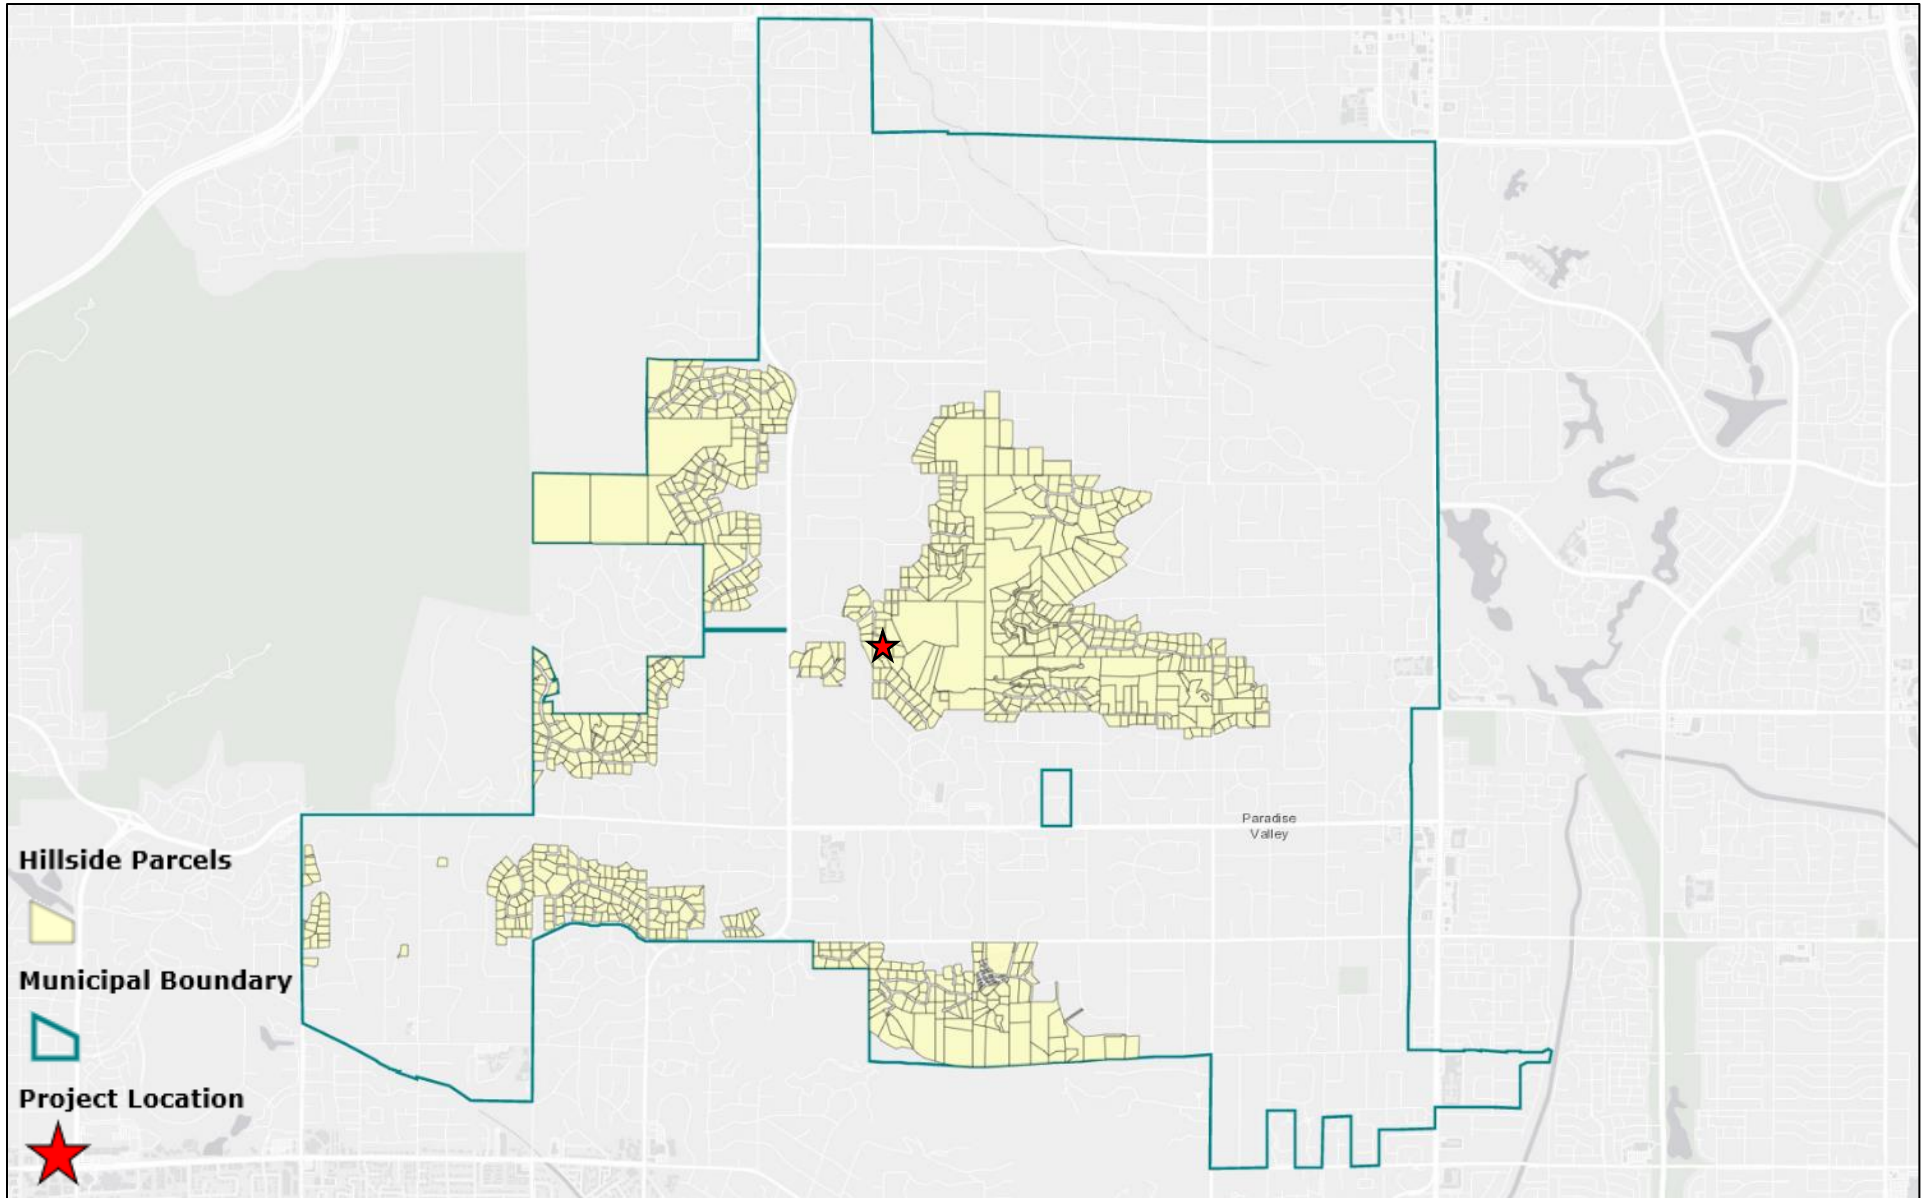 Paradise
Valley
Hillside Parcels
Municipal Boundary
Project Location